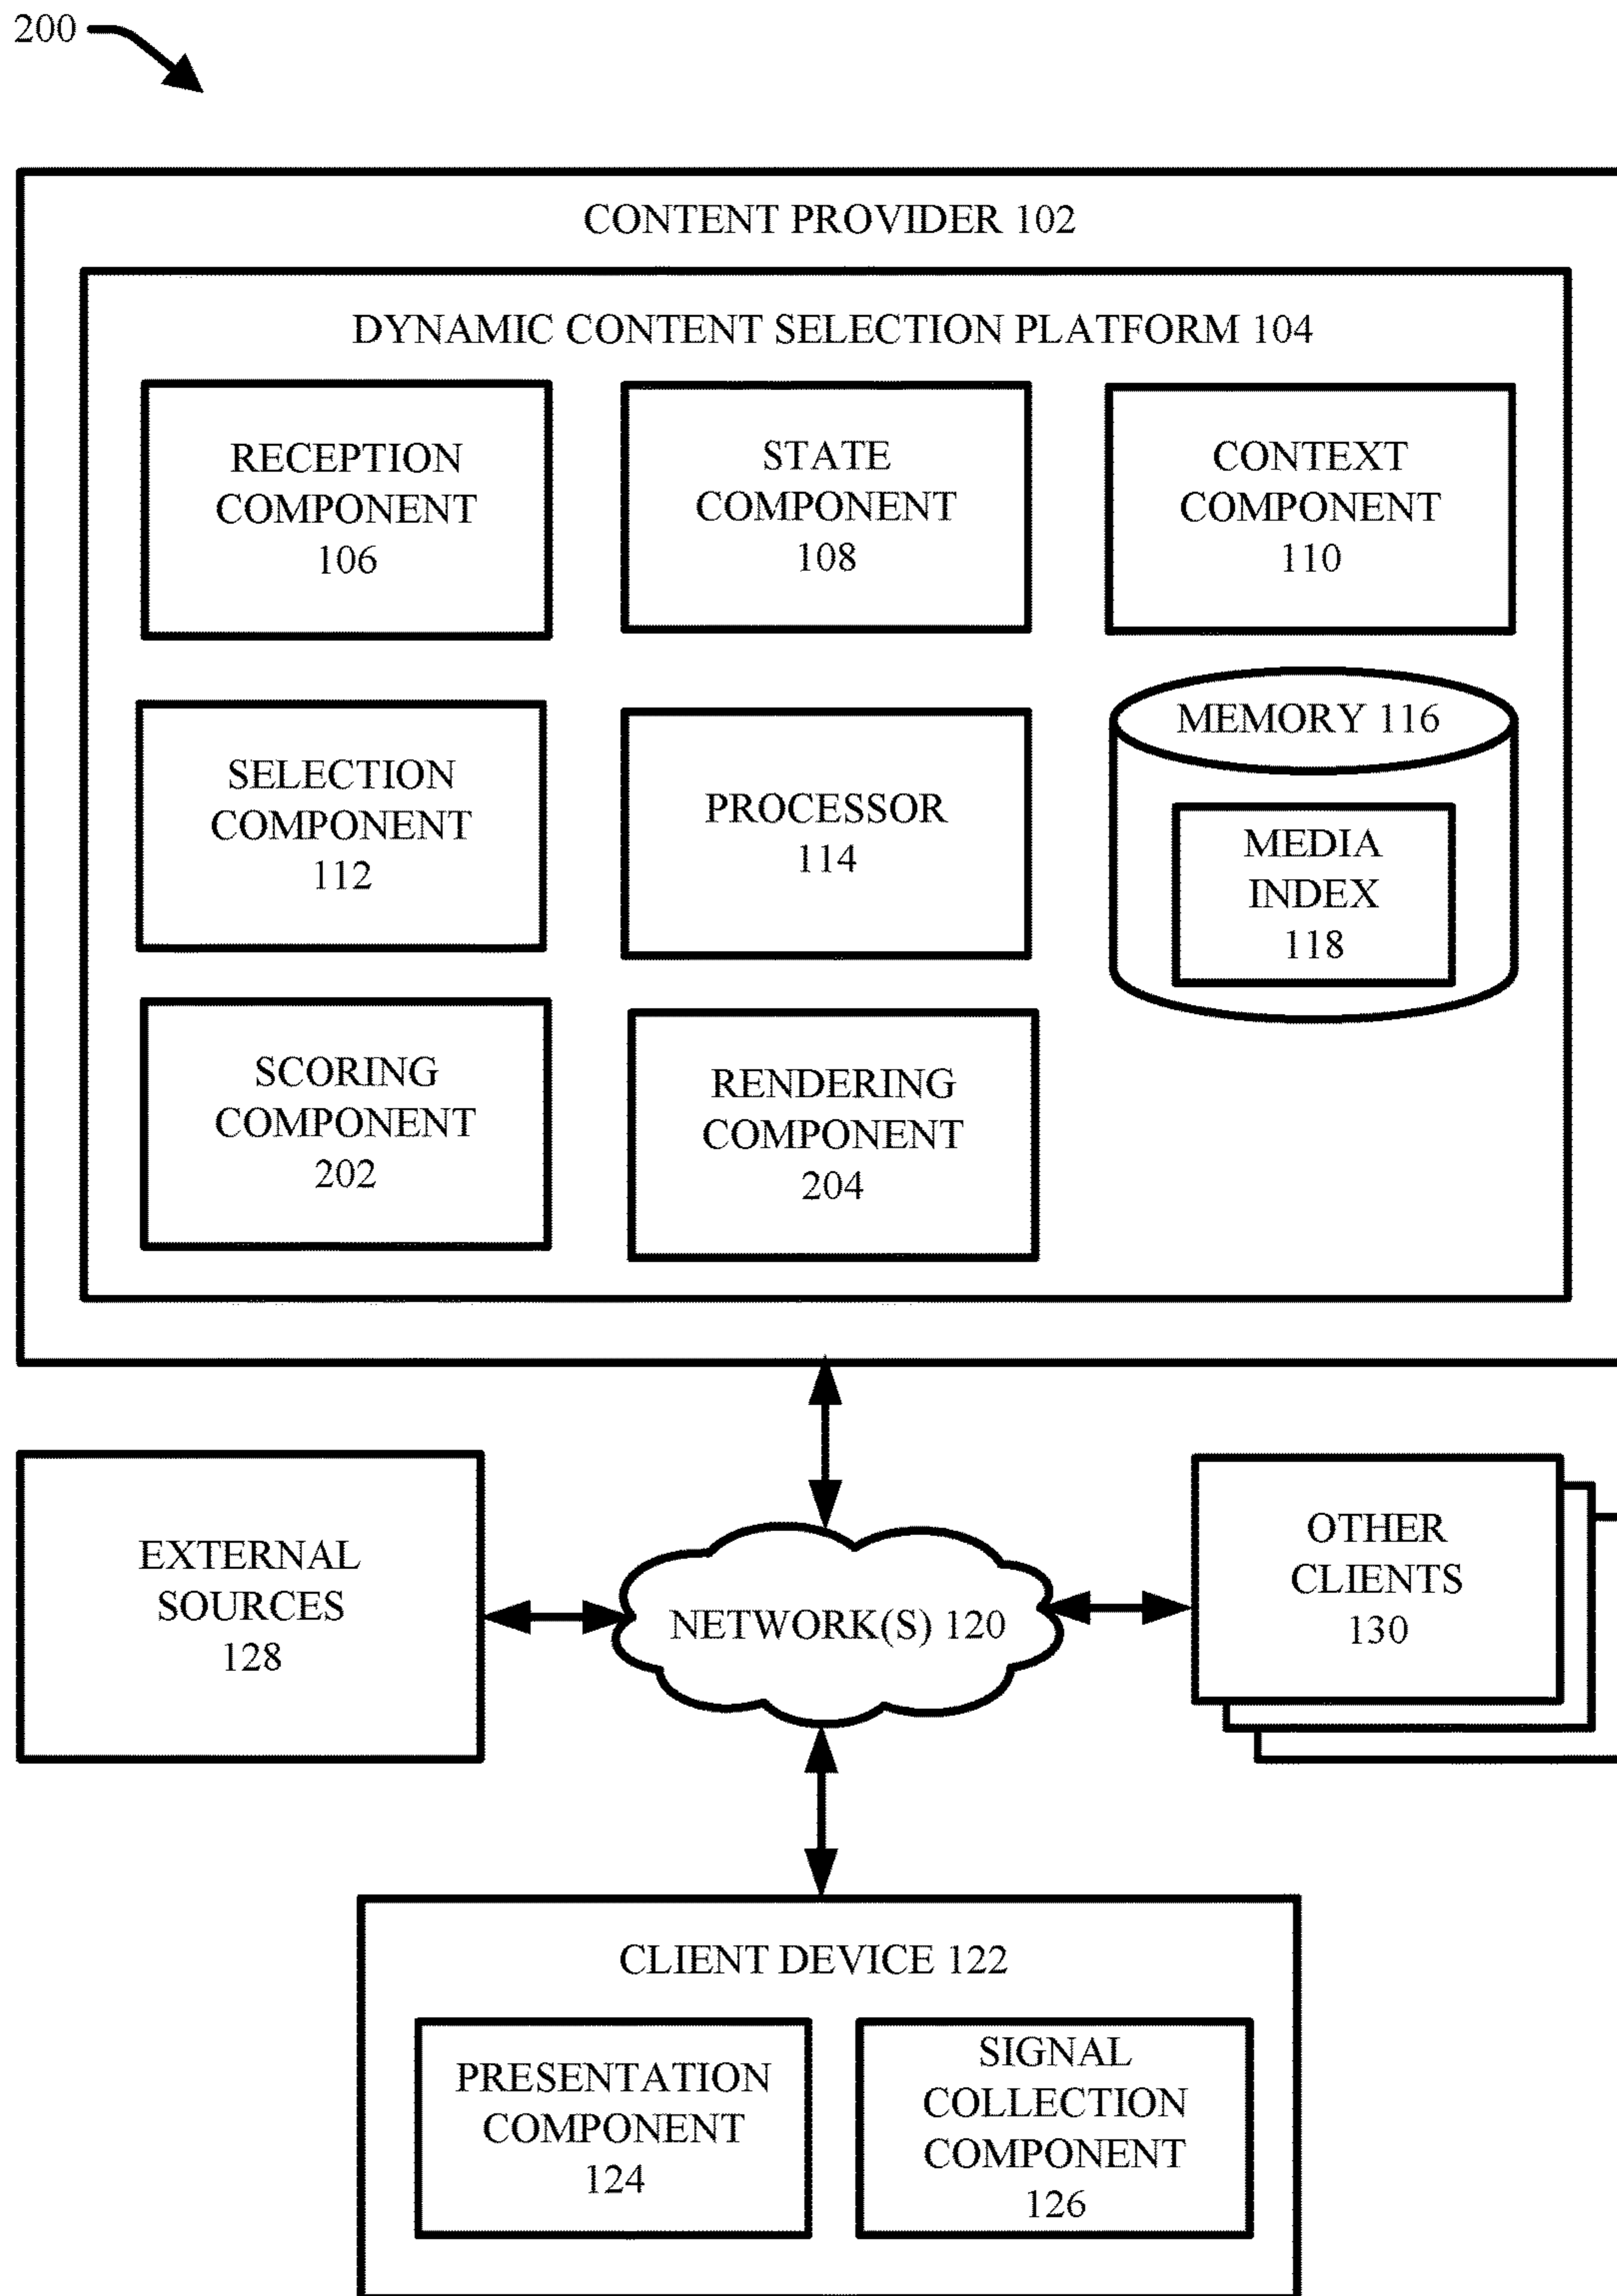 200
CONTENT PROVIDER 102
DYNAMIC CONTENT SELECTION PLATFORM 104
RECEPTION
COMPONENT
106
STATE
COMPONENT
108
CONTEXT
COMPONENT
110
SELECTION
COMPONENT
112
PROCESSOR
114
MEMORY 116
MEDIA
INDEX
118
SCORING
COMPONENT
202
RENDERING
COMPONENT
204
EXTERNAL
SOURCES
128
NETWORK(S) 120
OTHER
CLIENTS
130
CLIENT DEVICE 122
PRESENTATION
COMPONENT
124
SIGNAL
COLLECTION
COMPONENT
126